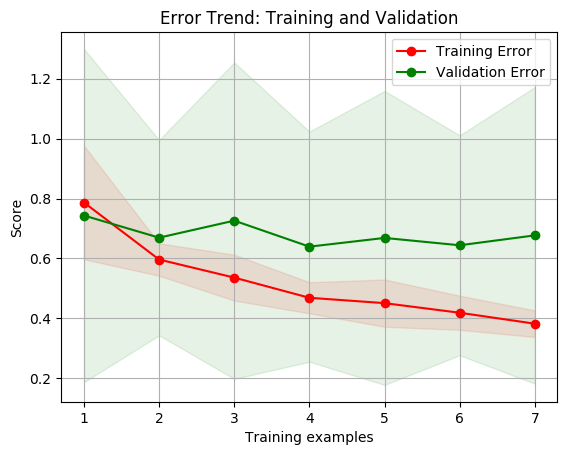 Error Trend: Training and Validation
Training Error
Validation Error
1.2
1.0
0.8
0.6
0.4
0.2
Score
1 2 3 4 5 6 7
Training examples